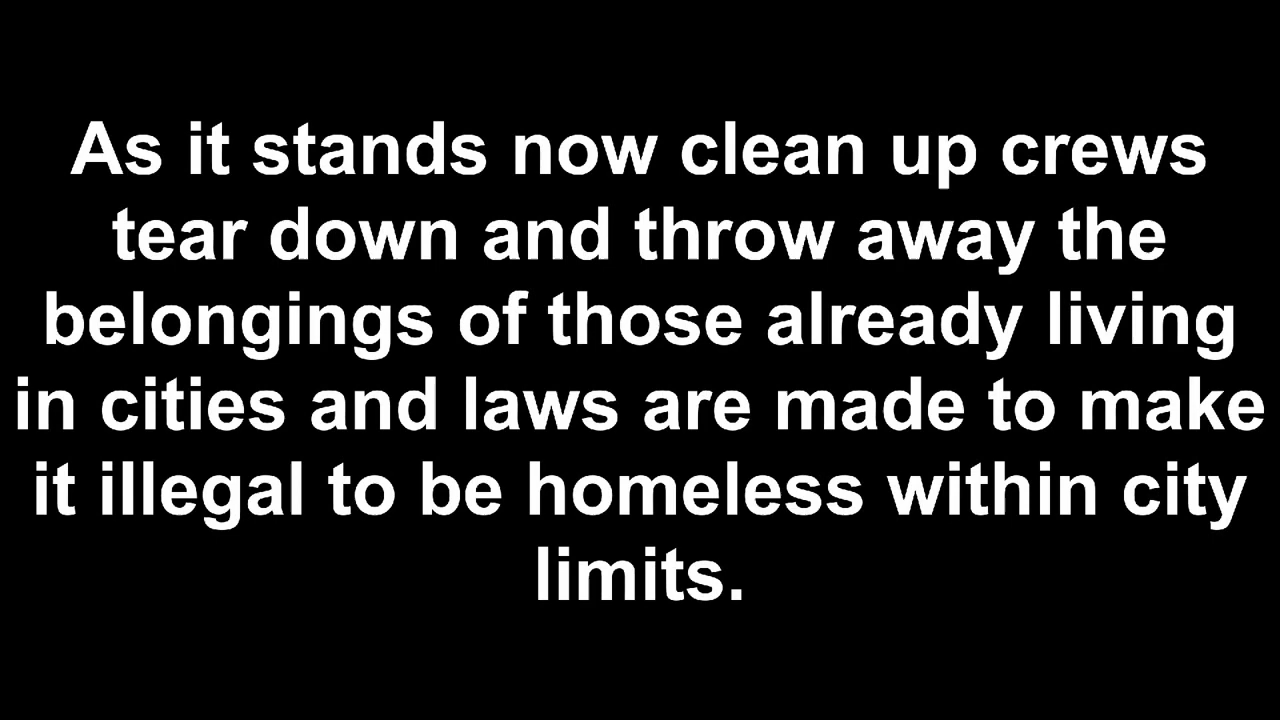 As it stands now clean up crews
tear down and throw away the
belongings of those already living
in cities and laws are made to make
it illegal to be homeless within city
limits.